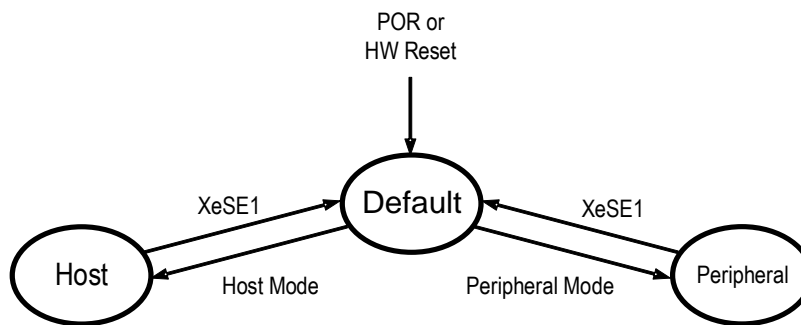 POR or
HW Reset
Default
XeSE1
XeSE1
Host
Host Mode
Peripheral Mode
Peripheral